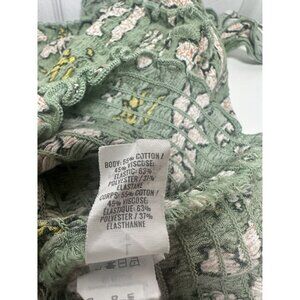 BODY: 55% COTTON /
45% VISCOSE;
ELASTIC: 63%
POLYESTER / 37%
ELASTANE
CORPS: 55% COTON /
45% VISCOSE;
ÉLASTIQUE: 63%
POLYESTER / 37%
ÉLASTHANNE